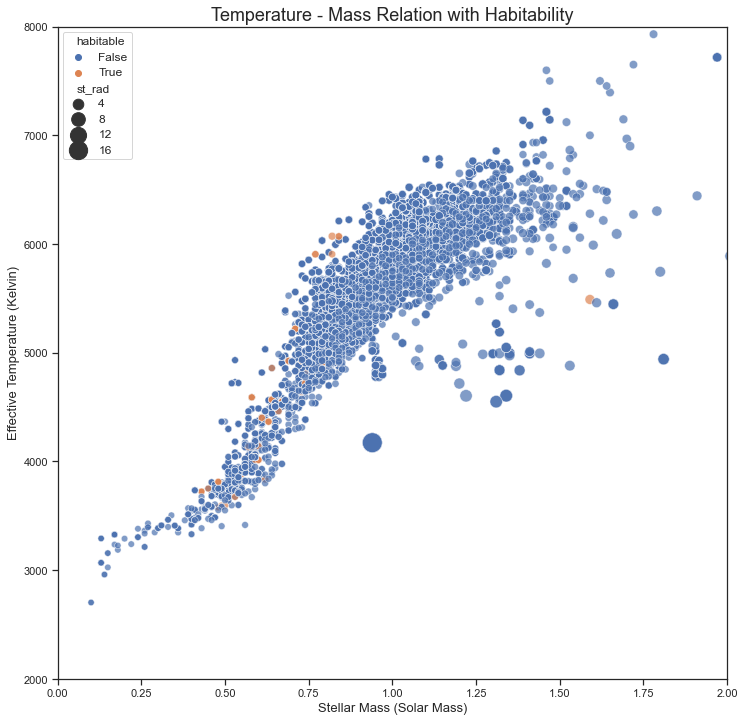 Temperature - Mass Relation with Habitability
habitable
False
True
st_rad
4
8
12
16
8000
7000
6000
5000
4000
3000
2000
Effective Temperature (Kelvin)
0.00 0.25 0.50 0.75 1.00 1.25 1.50 1.75 2.00
Stellar Mass (Solar Mass)